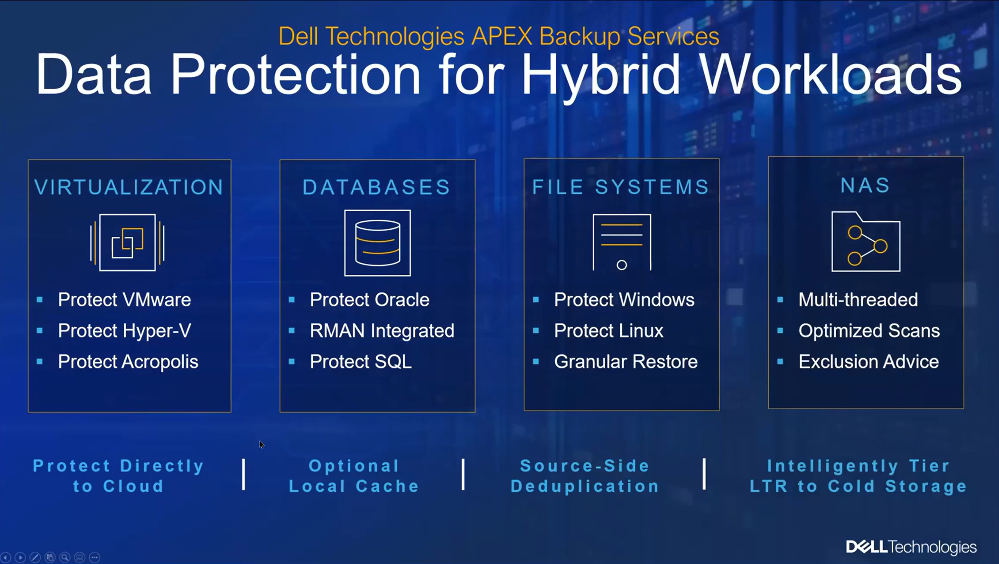 Dell Technologies APEX Backup Services
Data Protection for Hybrid Workloads
VIRTUALIZATION
Protect VMware
Protect Hyper-V
Protect Acropolis
DATABASES
Protect Oracle
RMAN Integrated
Protect SQL
FILE SYSTEMS
Protect Windows
Protect Linux
Granular Restore
NAS
Multi-threaded
Optimized Scans
Exclusion Advice
Protect Directly
to Cloud
Optional
Local Cache
Source-Side
Deduplication
Intelligently Tier
LTR to Cold Storage
DELL Technologies